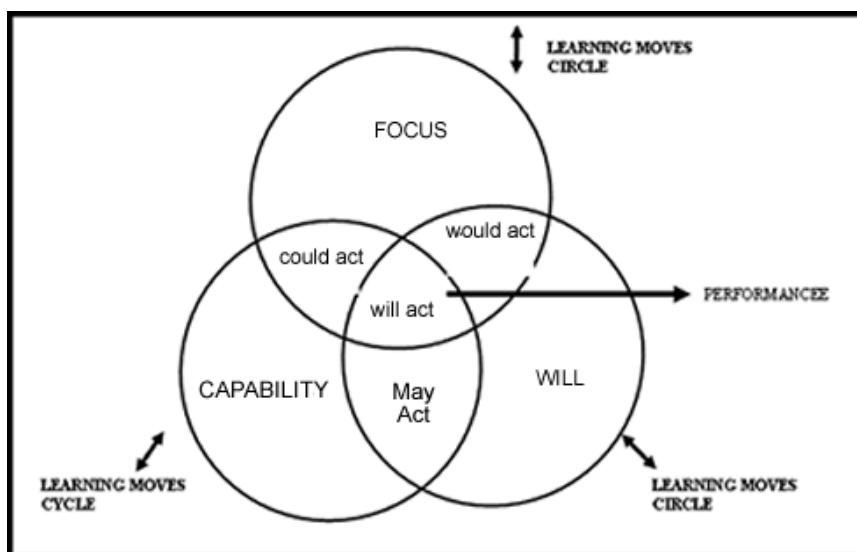 LEARNING MOVES
CIRCLE
FOCUS
would act
could act
will act
PERFORMANCEE
CAPABILITY
May
Act
WILL
LEARNING MOVES
CYCLE
LEARNING MOVES
CIRCLE